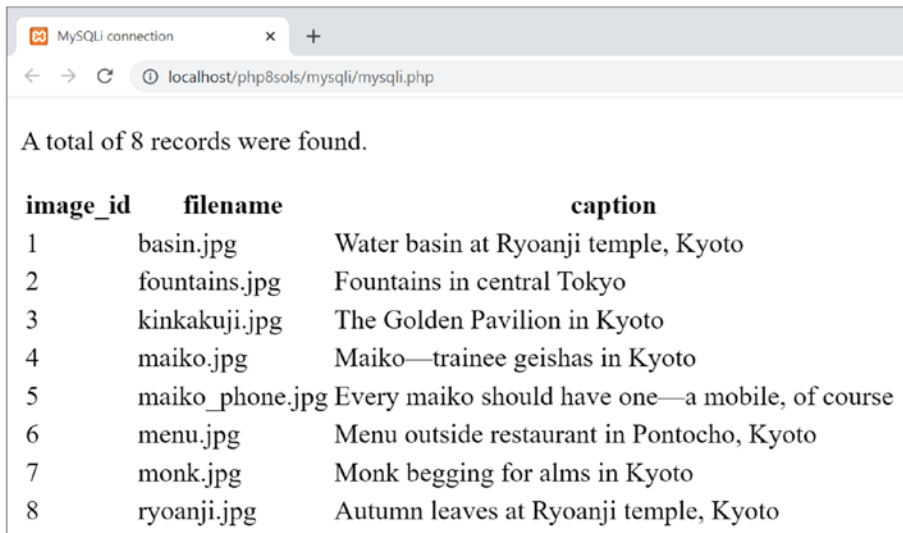 MySQLi connection
localhost/php8sols/mysqli/mysqli.php
A total of 8 records were found.
image_id filename caption
1 basin.jpg Water basin at Ryoanji temple, Kyoto
2 fountains.jpg Fountains in central Tokyo
3 kinkakuji.jpg The Golden Pavilion in Kyoto
4 maiko.jpg Maiko—trainee geishas in Kyoto
5 maiko_phone.jpg Every maiko should have one—a mobile, of course
6 menu.jpg Menu outside restaurant in Pontocho, Kyoto
7 monk.jpg Monk begging for alms in Kyoto
8 ryoanji.jpg Autumn leaves at Ryoanji temple, Kyoto